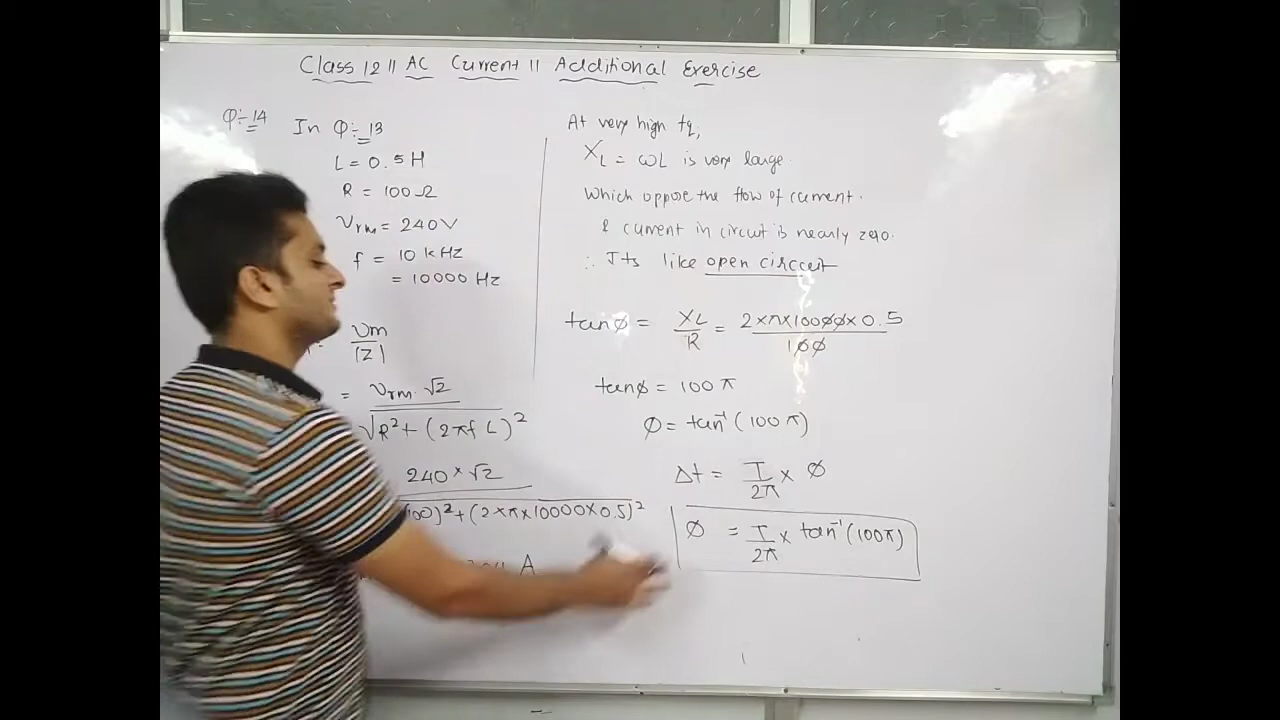 Class 12 || AC Current || Additional Exercise
Q÷14
In Q÷13
L = 0.5H
R = 100Ω
Vrm = 240V
f = 10 kHz
= 10000 Hz
Vm
|Z|
= Vrm.√2
√R²+(2πf L)²
240×√2
100)²+(2×π×10000×0.5)²
A
At very high fq,
XL = ωL is very large.
Which oppose the flow of current.
& current in circuit is nearly zero.
∴ Its like open circcuit
tanϕ = XL/R = 2×π×10000×0.5/100
tanϕ = 100π
ϕ = tan⁻¹(100π)
Δt = T/2π × ϕ
ϕ = T/2π × tan⁻¹(100π)